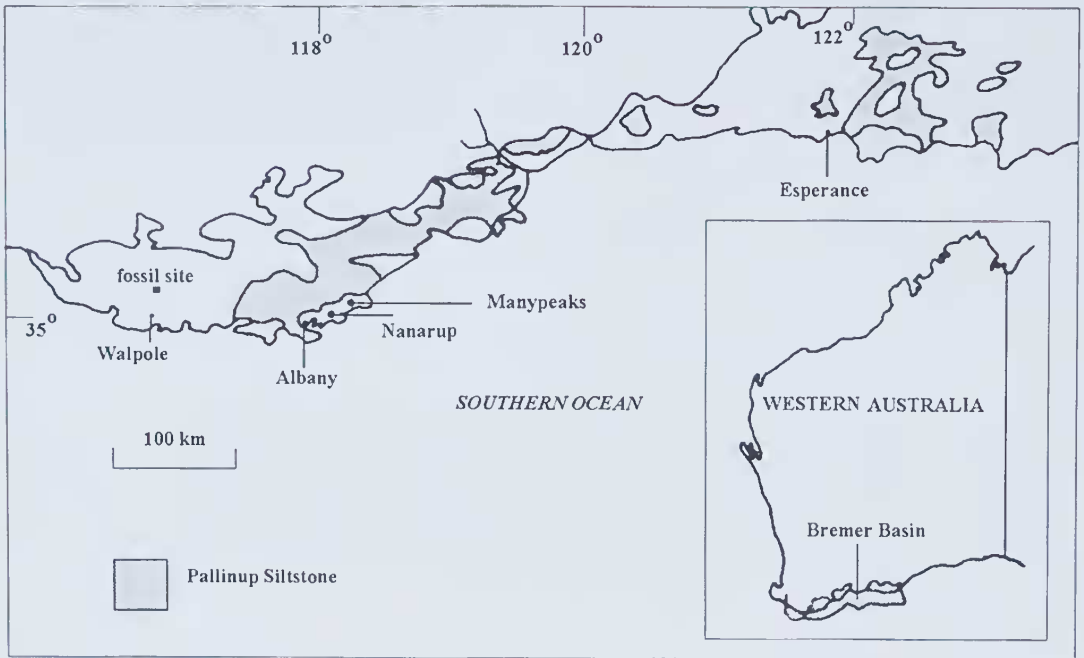 118°
120°
122°
Esperance
fossil site
Manypeaks
Nanarup
35°
Walpole
Albany
SOUTHERN OCEAN
WESTERN AUSTRALIA
100 km
Bremer Basin
Pallinup Siltstone